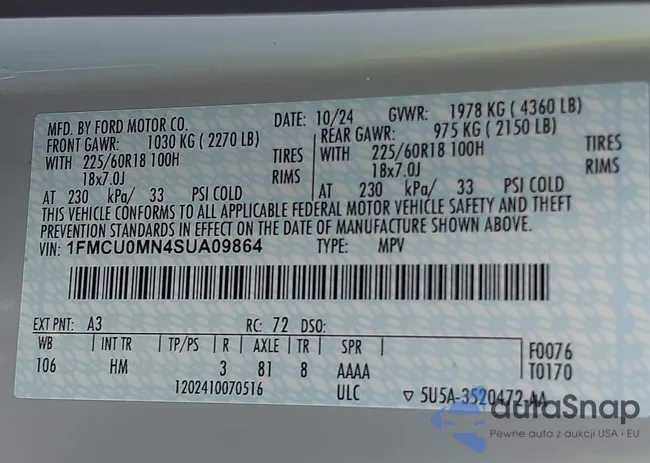 MFD. BY FORD MOTOR CO. DATE: 10/24 GVWR: 1978 KG ( 4360 LB)
FRONT GAWR: 1030 KG ( 2270 LB) REAR GAWR: 975 KG ( 2150 LB)
WITH 225/60R18 100H TIRES WITH 225/60R18 100H TIRES
18x7.0J RIMS 18x7.0J RIMS
AT 230 kPa/ 33 PSI COLD AT 230 kPa/ 33 PSI COLD
THIS VEHICLE CONFORMS TO ALL APPLICABLE FEDERAL MOTOR VEHICLE SAFETY AND THEFT
PREVENTION STANDARDS IN EFFECT ON THE DATE OF MANUFACTURE SHOWN ABOVE.
VIN: 1FMCU0MN4SUA09864 TYPE: MPV
EXT PNT: A3 RC: 72 DSO:
WB INT TR TP/PS R AXLE TR SPR F0076
106 HM 3 81 8 AAAA T0170
1202410070516 ULC ▽ 5U5A-3520472-AA
autaSnap
Pewne auta z aukcji USA i EU